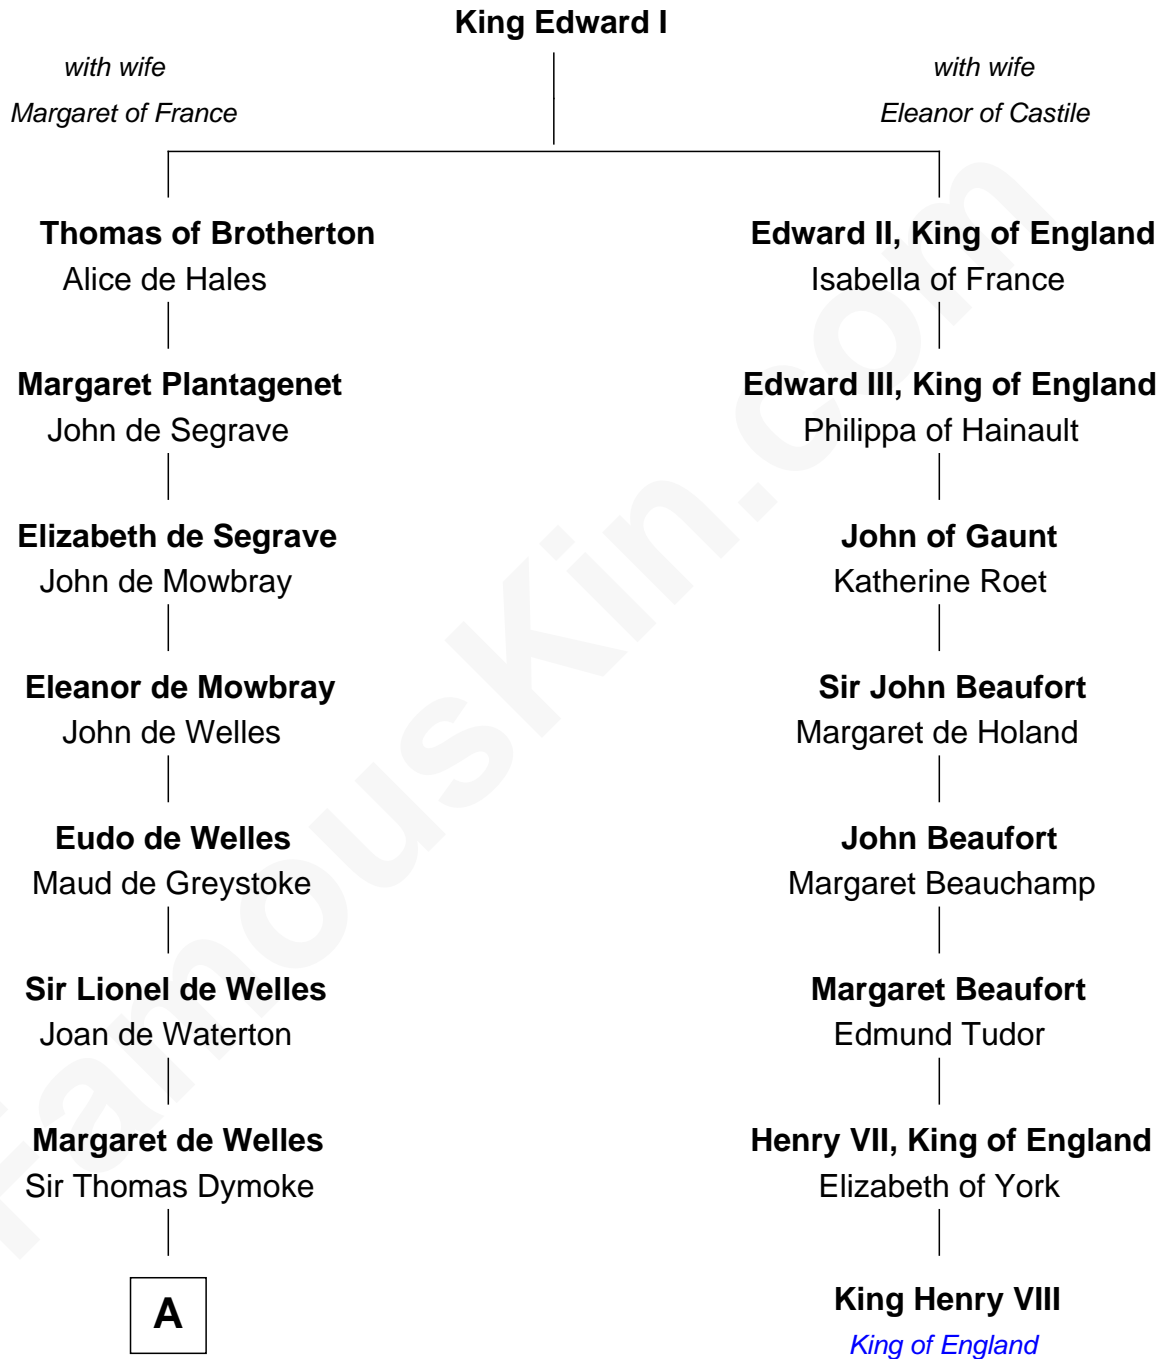 King Edward I
with wife
Margaret of France
with wife
Eleanor of Castile
Thomas of Brotherton
Alice de Hales
Edward II, King of England
Isabella of France
Margaret Plantagenet
John de Segrave
Edward III, King of England
Philippa of Hainault
Elizabeth de Segrave
John de Mowbray
John of Gaunt
Katherine Roet
Eleanor de Mowbray
John de Welles
Sir John Beaufort
Margaret de Holand
Eudo de Welles
Maud de Greystoke
John Beaufort
Margaret Beauchamp
Sir Lionel de Welles
Joan de Waterton
Margaret Beaufort
Edmund Tudor
Margaret de Welles
Sir Thomas Dymoke
Henry VII, King of England
Elizabeth of York
A
King Henry VIII
King of England
FamousKin.com